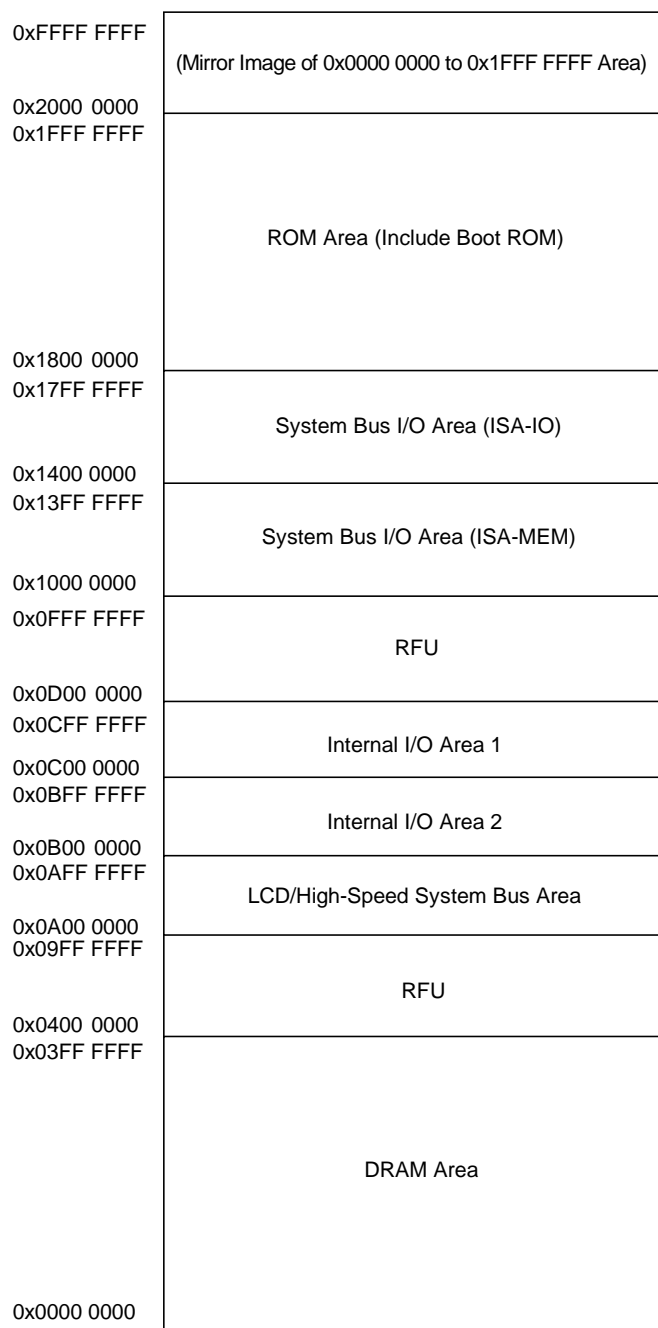 0xFFFF FFFF
(Mirror Image of 0x0000 0000 to 0x1FFF FFFF Area)
0x2000 0000
0x1FFF FFFF
ROM Area (Include Boot ROM)
0x1800 0000
0x17FF FFFF
System Bus I/O Area (ISA-IO)
0x1400 0000
0x13FF FFFF
System Bus I/O Area (ISA-MEM)
0x1000 0000
0x0FFF FFFF
RFU
0x0D00 0000
0x0CFF FFFF
Internal I/O Area 1
0x0C00 0000
0x0BFF FFFF
Internal I/O Area 2
0x0B00 0000
0x0AFF FFFF
LCD/High-Speed System Bus Area
0x0A00 0000
0x09FF FFFF
RFU
0x0400 0000
0x03FF FFFF
DRAM Area
0x0000 0000